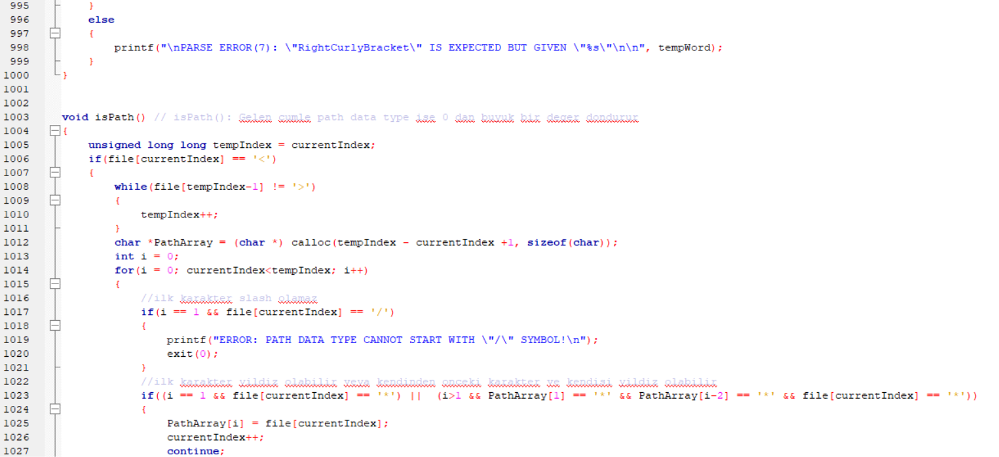 995 }
996 else
997 {
998 printf("\nPARSE ERROR(7): \"RightCurlyBracket\" IS EXPECTED BUT GIVEN \"%s\"\n\n", tempWord);
999 }
1000 }
1001
1002
1003 void isPath() // isPath(): Gelen cumle path data type ise 0 dan buyuk bir deger dondurur
1004 {
1005 unsigned long long tempIndex = currentIndex;
1006 if(file[currentIndex] == '<')
1007 {
1008 while(file[tempIndex-1] != '>')
1009 {
1010 tempIndex++;
1011 }
1012 char *PathArray = (char *) calloc(tempIndex - currentIndex +1, sizeof(char));
1013 int i = 0;
1014 for(i = 0; currentIndex<tempIndex; i++)
1015 {
1016 //ilk karakter slash olamaz
1017 if(i == 1 && file[currentIndex] == '/')
1018 {
1019 printf("ERROR: PATH DATA TYPE CANNOT START WITH \"/\" SYMBOL!\n");
1020 exit(0);
1021 }
1022 //ilk karakter yildiz olabilir veya kendinden onceki karakter ve kendisi yildiz olabilir
1023 if((i == 1 && file[currentIndex] == '*') || (i>1 && PathArray[1] == '*' && PathArray[i-2] == '*' && file[currentIndex] == '*'))
1024 {
1025 PathArray[i] = file[currentIndex];
1026 currentIndex++;
1027 continue;